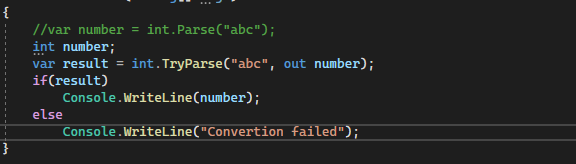 {
//var number = int.Parse("abc");
int number;
var result = int.TryParse("abc", out number);
if(result)
Console.WriteLine(number);
else
Console.WriteLine("Convertion failed");
}